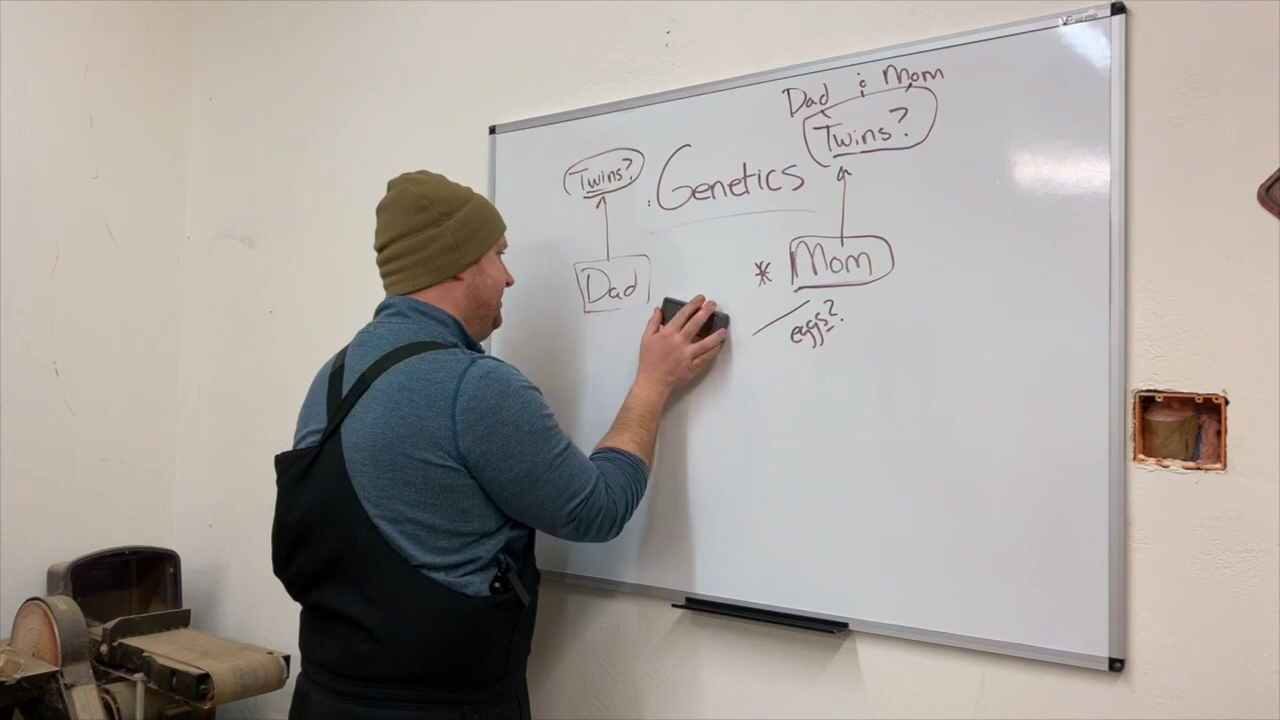 Dad & Mom
Twins?
Twins?
Genetics
Dad
* Mom
eggs?